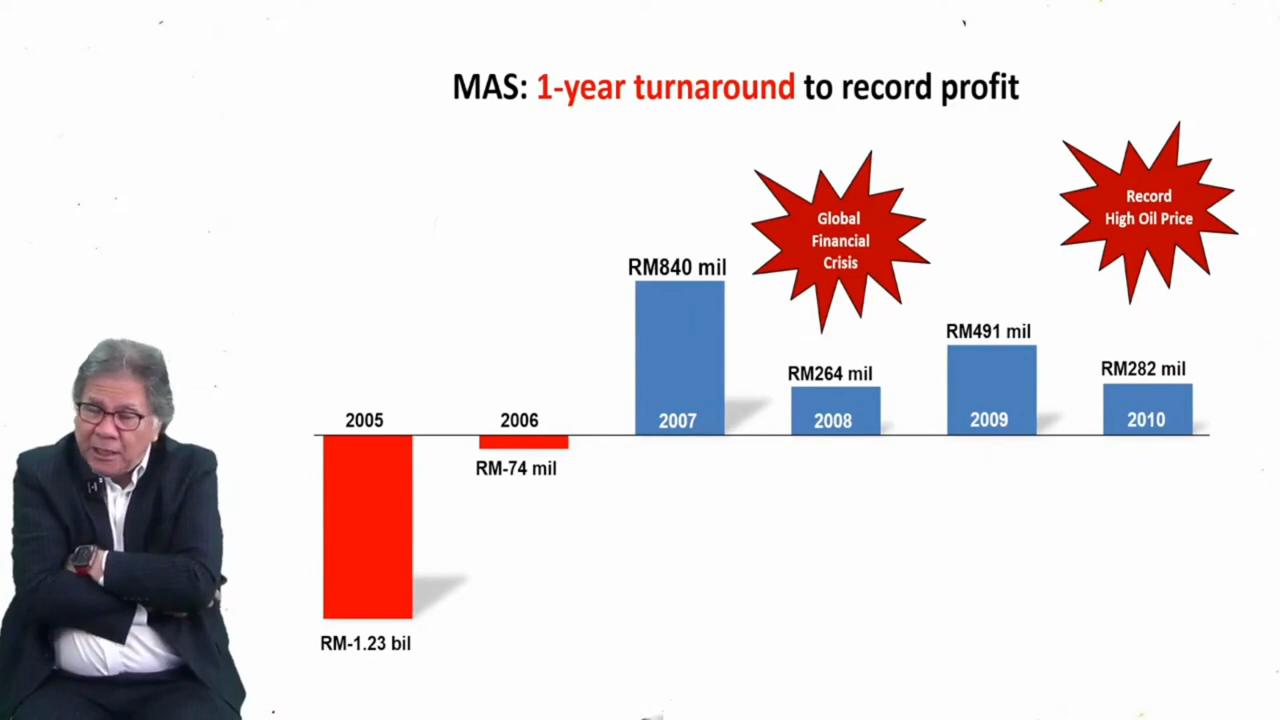 MAS: 1-year turnaround to record profit
Global
Financial
Crisis
Record
High Oil Price
RM840 mil
RM491 mil
RM264 mil
RM282 mil
2005
2006
2007
2008
2009
2010
RM-74 mil
RM-1.23 bil